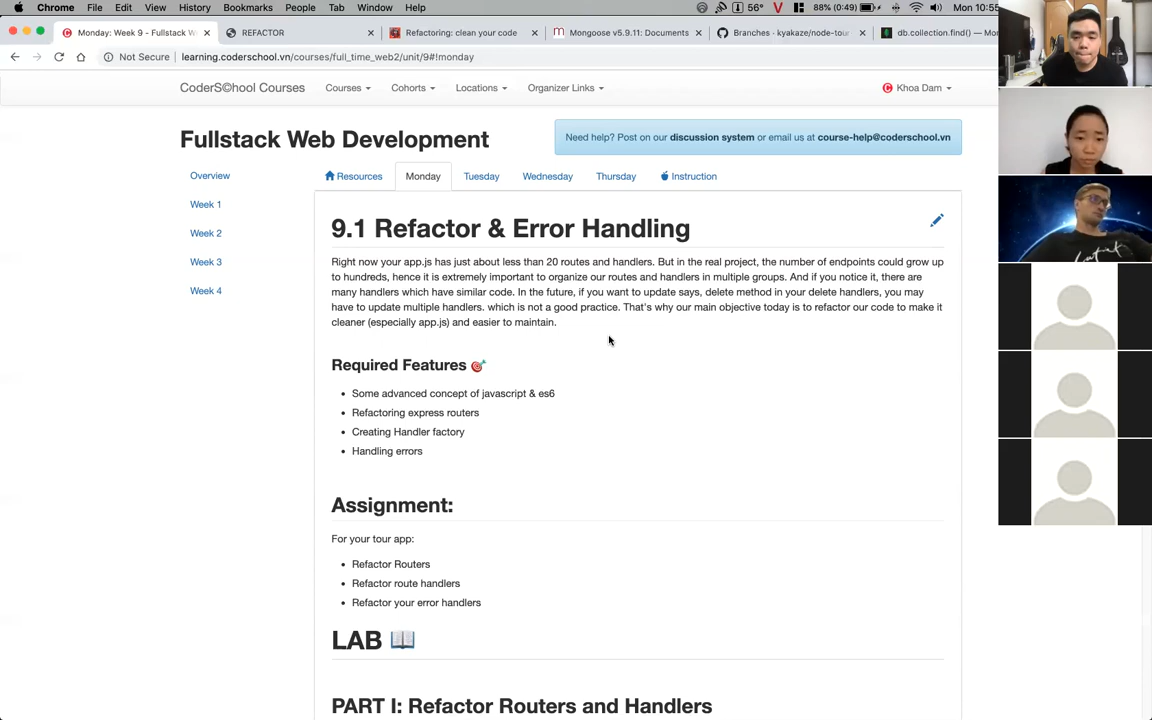 Chrome File Edit View History Bookmarks People Tab Window Help 56° 88% (0:49) Mon 10:55
Monday: Week 9 - Fullstack W × REFACTOR × Refactoring: clean your code × Mongoose v5.9.11: Documents × Branches · kyakaze/node-tour × db.collection.find() — Mon
Not Secure learning.coderschool.vn/courses/full_time_web2/unit/9#!monday
CoderS©hool Courses Courses Cohorts Locations Organizer Links Khoa Dam
Fullstack Web Development
Need help? Post on our discussion system or email us at course-help@coderschool.vn
Overview
Week 1
Week 2
Week 3
Week 4
Resources Monday Tuesday Wednesday Thursday Instruction
9.1 Refactor & Error Handling
Right now your app.js has just about less than 20 routes and handlers. But in the real project, the number of endpoints could grow up
to hundreds, hence it is extremely important to organize our routes and handlers in multiple groups. And if you notice it, there are
many handlers which have similar code. In the future, if you want to update says, delete method in your delete handlers, you may
have to update multiple handlers. which is not a good practice. That's why our main objective today is to refactor our code to make it
cleaner (especially app.js) and easier to maintain.
Required Features 🎯
• Some advanced concept of javascript & es6
• Refactoring express routers
• Creating Handler factory
• Handling errors
Assignment:
For your tour app:
• Refactor Routers
• Refactor route handlers
• Refactor your error handlers
LAB 📖
PART I: Refactor Routers and Handlers